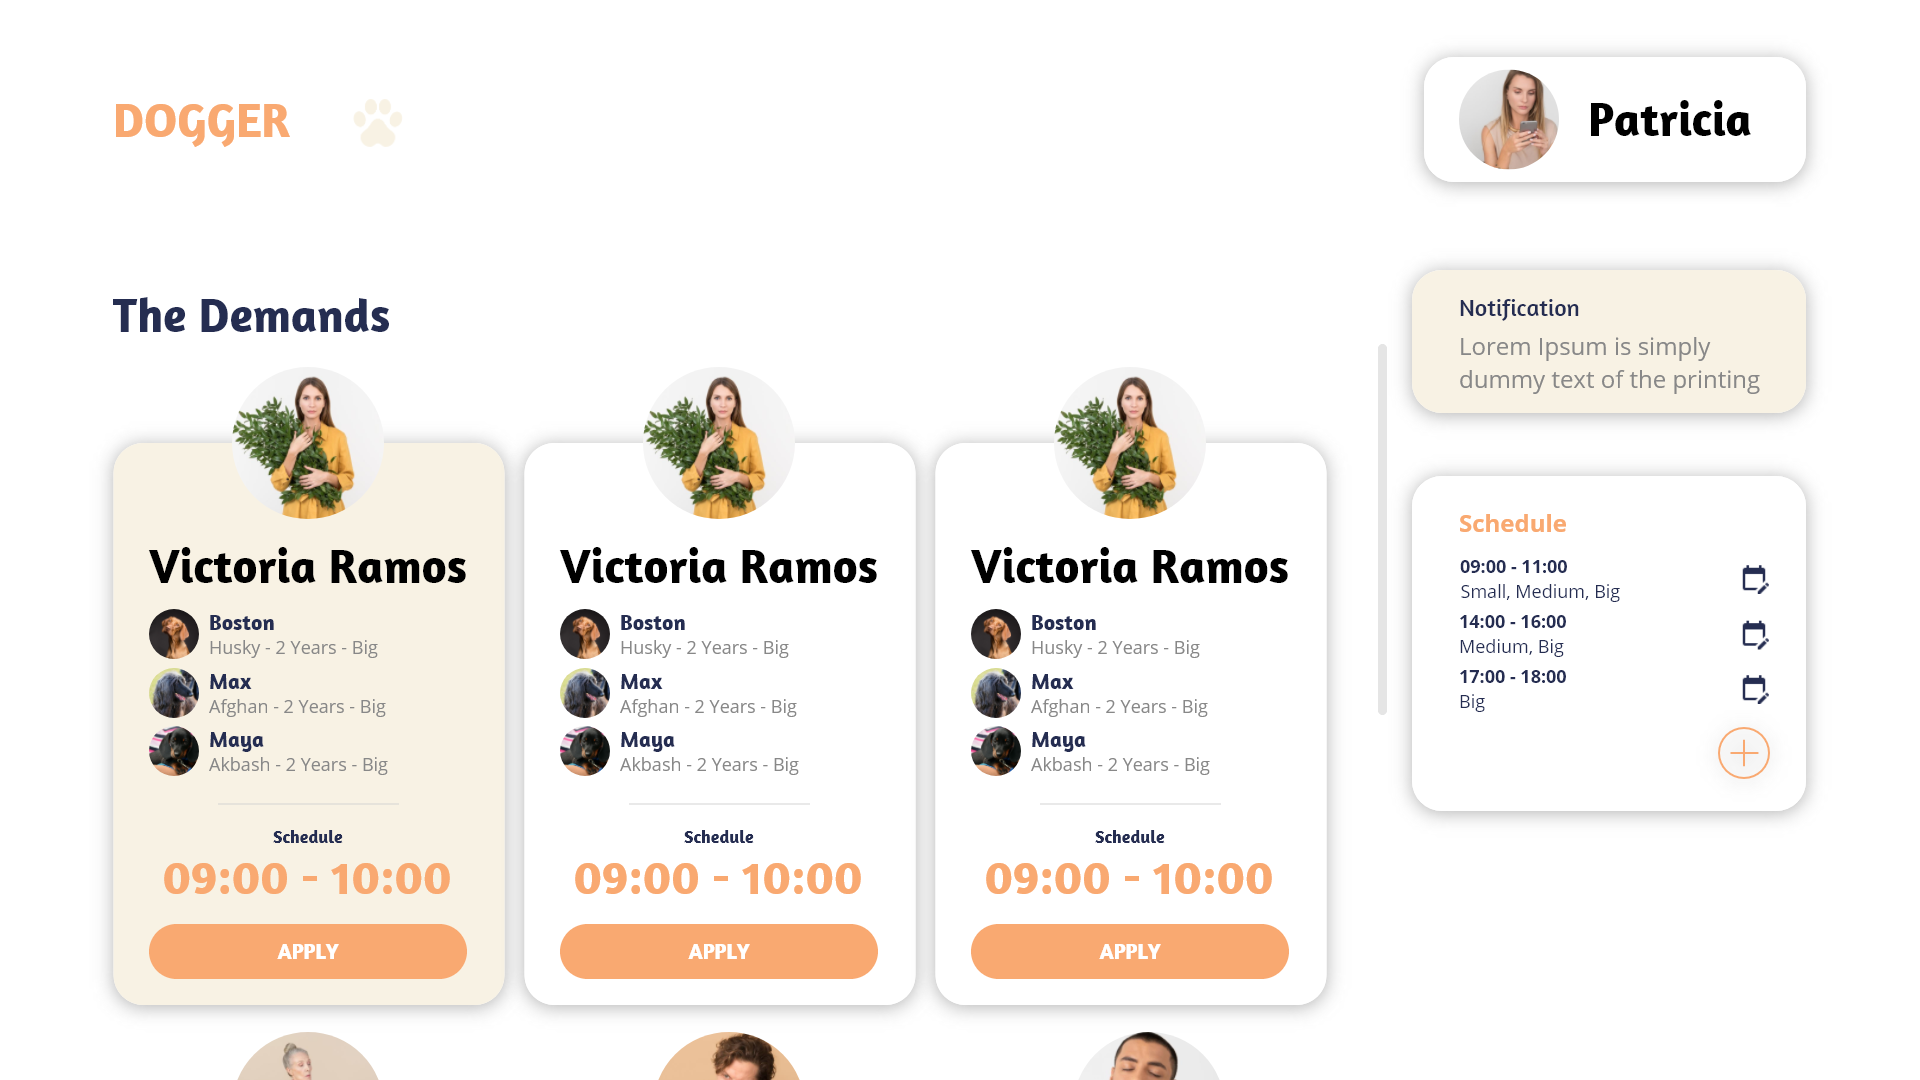 DOGGER
Patricia
The Demands
Victoria Ramos
Boston
Husky - 2 Years - Big
Max
Afghan - 2 Years - Big
Maya
Akbash - 2 Years - Big
Schedule
09:00 - 10:00
APPLY
Victoria Ramos
Boston
Husky - 2 Years - Big
Max
Afghan - 2 Years - Big
Maya
Akbash - 2 Years - Big
Schedule
09:00 - 10:00
APPLY
Victoria Ramos
Boston
Husky - 2 Years - Big
Max
Afghan - 2 Years - Big
Maya
Akbash - 2 Years - Big
Schedule
09:00 - 10:00
APPLY
Notification
Lorem Ipsum is simply
dummy text of the printing
Schedule
09:00 - 11:00
Small, Medium, Big
14:00 - 16:00
Medium, Big
17:00 - 18:00
Big